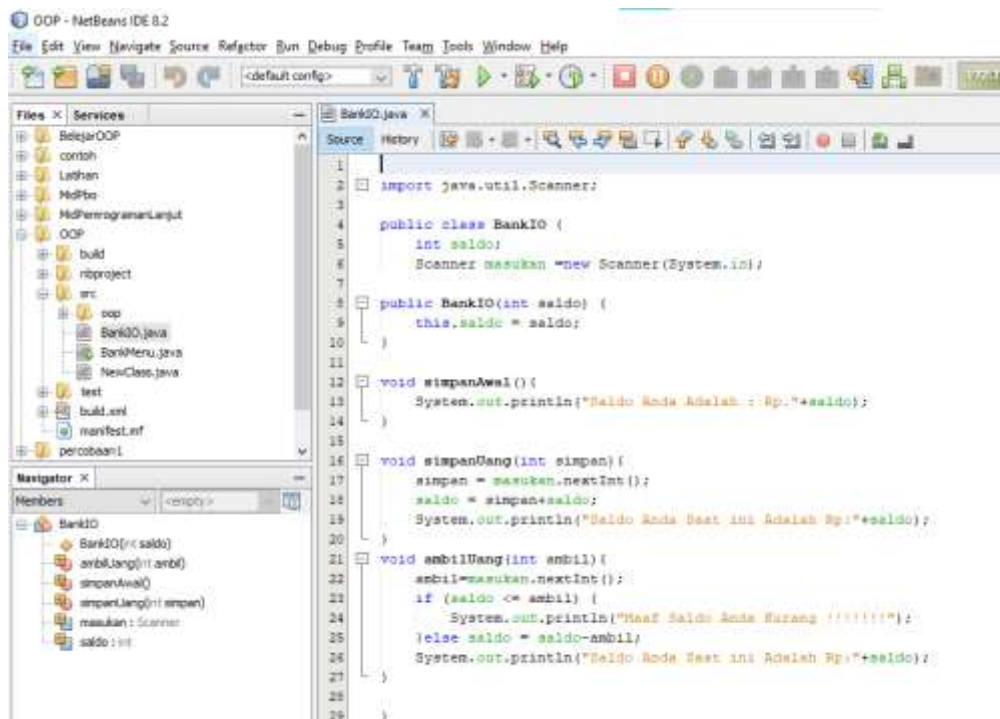 OOP - NetBeans IDE 8.2
File Edit View Navigate Source Refactor Run Debug Profile Team Tools Window Help
<default config>
Files × Services
BelejarOOP
contoh
Latihan
MidPbo
MidPemrogramanLanjut
OOP
build
nbproject
src
oop
BankIO.java
BankMenu.java
NewClass.java
test
build.xml
manifest.mf
percobaan1
Navigator ×
Members <empty>
BankIO
BankIO(int saldo)
ambilUang(int ambil)
simpanAwal()
simpanUang(int simpan)
masukan : Scanner
saldo : int
BankIO.java ×
Source History
1
2 import java.util.Scanner;
3
4 public class BankIO {
5 int saldo;
6 Scanner masukan =new Scanner(System.in);
7
8 public BankIO(int saldo) {
9 this.saldo = saldo;
10 }
11
12 void simpanAwal(){
13 System.out.println("Saldo Anda Adalah : Rp."+saldo);
14 }
15
16 void simpanUang(int simpan){
17 simpan = masukan.nextInt();
18 saldo = simpan+saldo;
19 System.out.println("Saldo Anda Saat ini Adalah Rp:"+saldo);
20 }
21 void ambilUang(int ambil){
22 ambil=masukan.nextInt();
23 if (saldo <= ambil) {
24 System.out.println("Maaf Saldo Anda Kurang !!!!!!!");
25 }else saldo = saldo-ambil;
26 System.out.println("Saldo Anda Saat ini Adalah Rp:"+saldo);
27 }
28
29 }